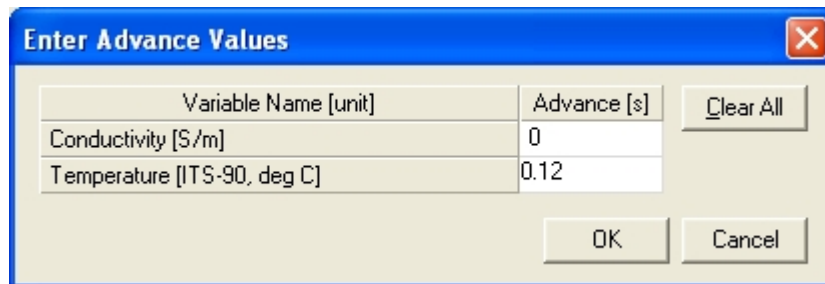 Enter Advance Values
Variable Name [unit] Advance [s] Clear All
Conductivity [S/m] 0
Temperature [ITS-90, deg C] 0.12
OK Cancel